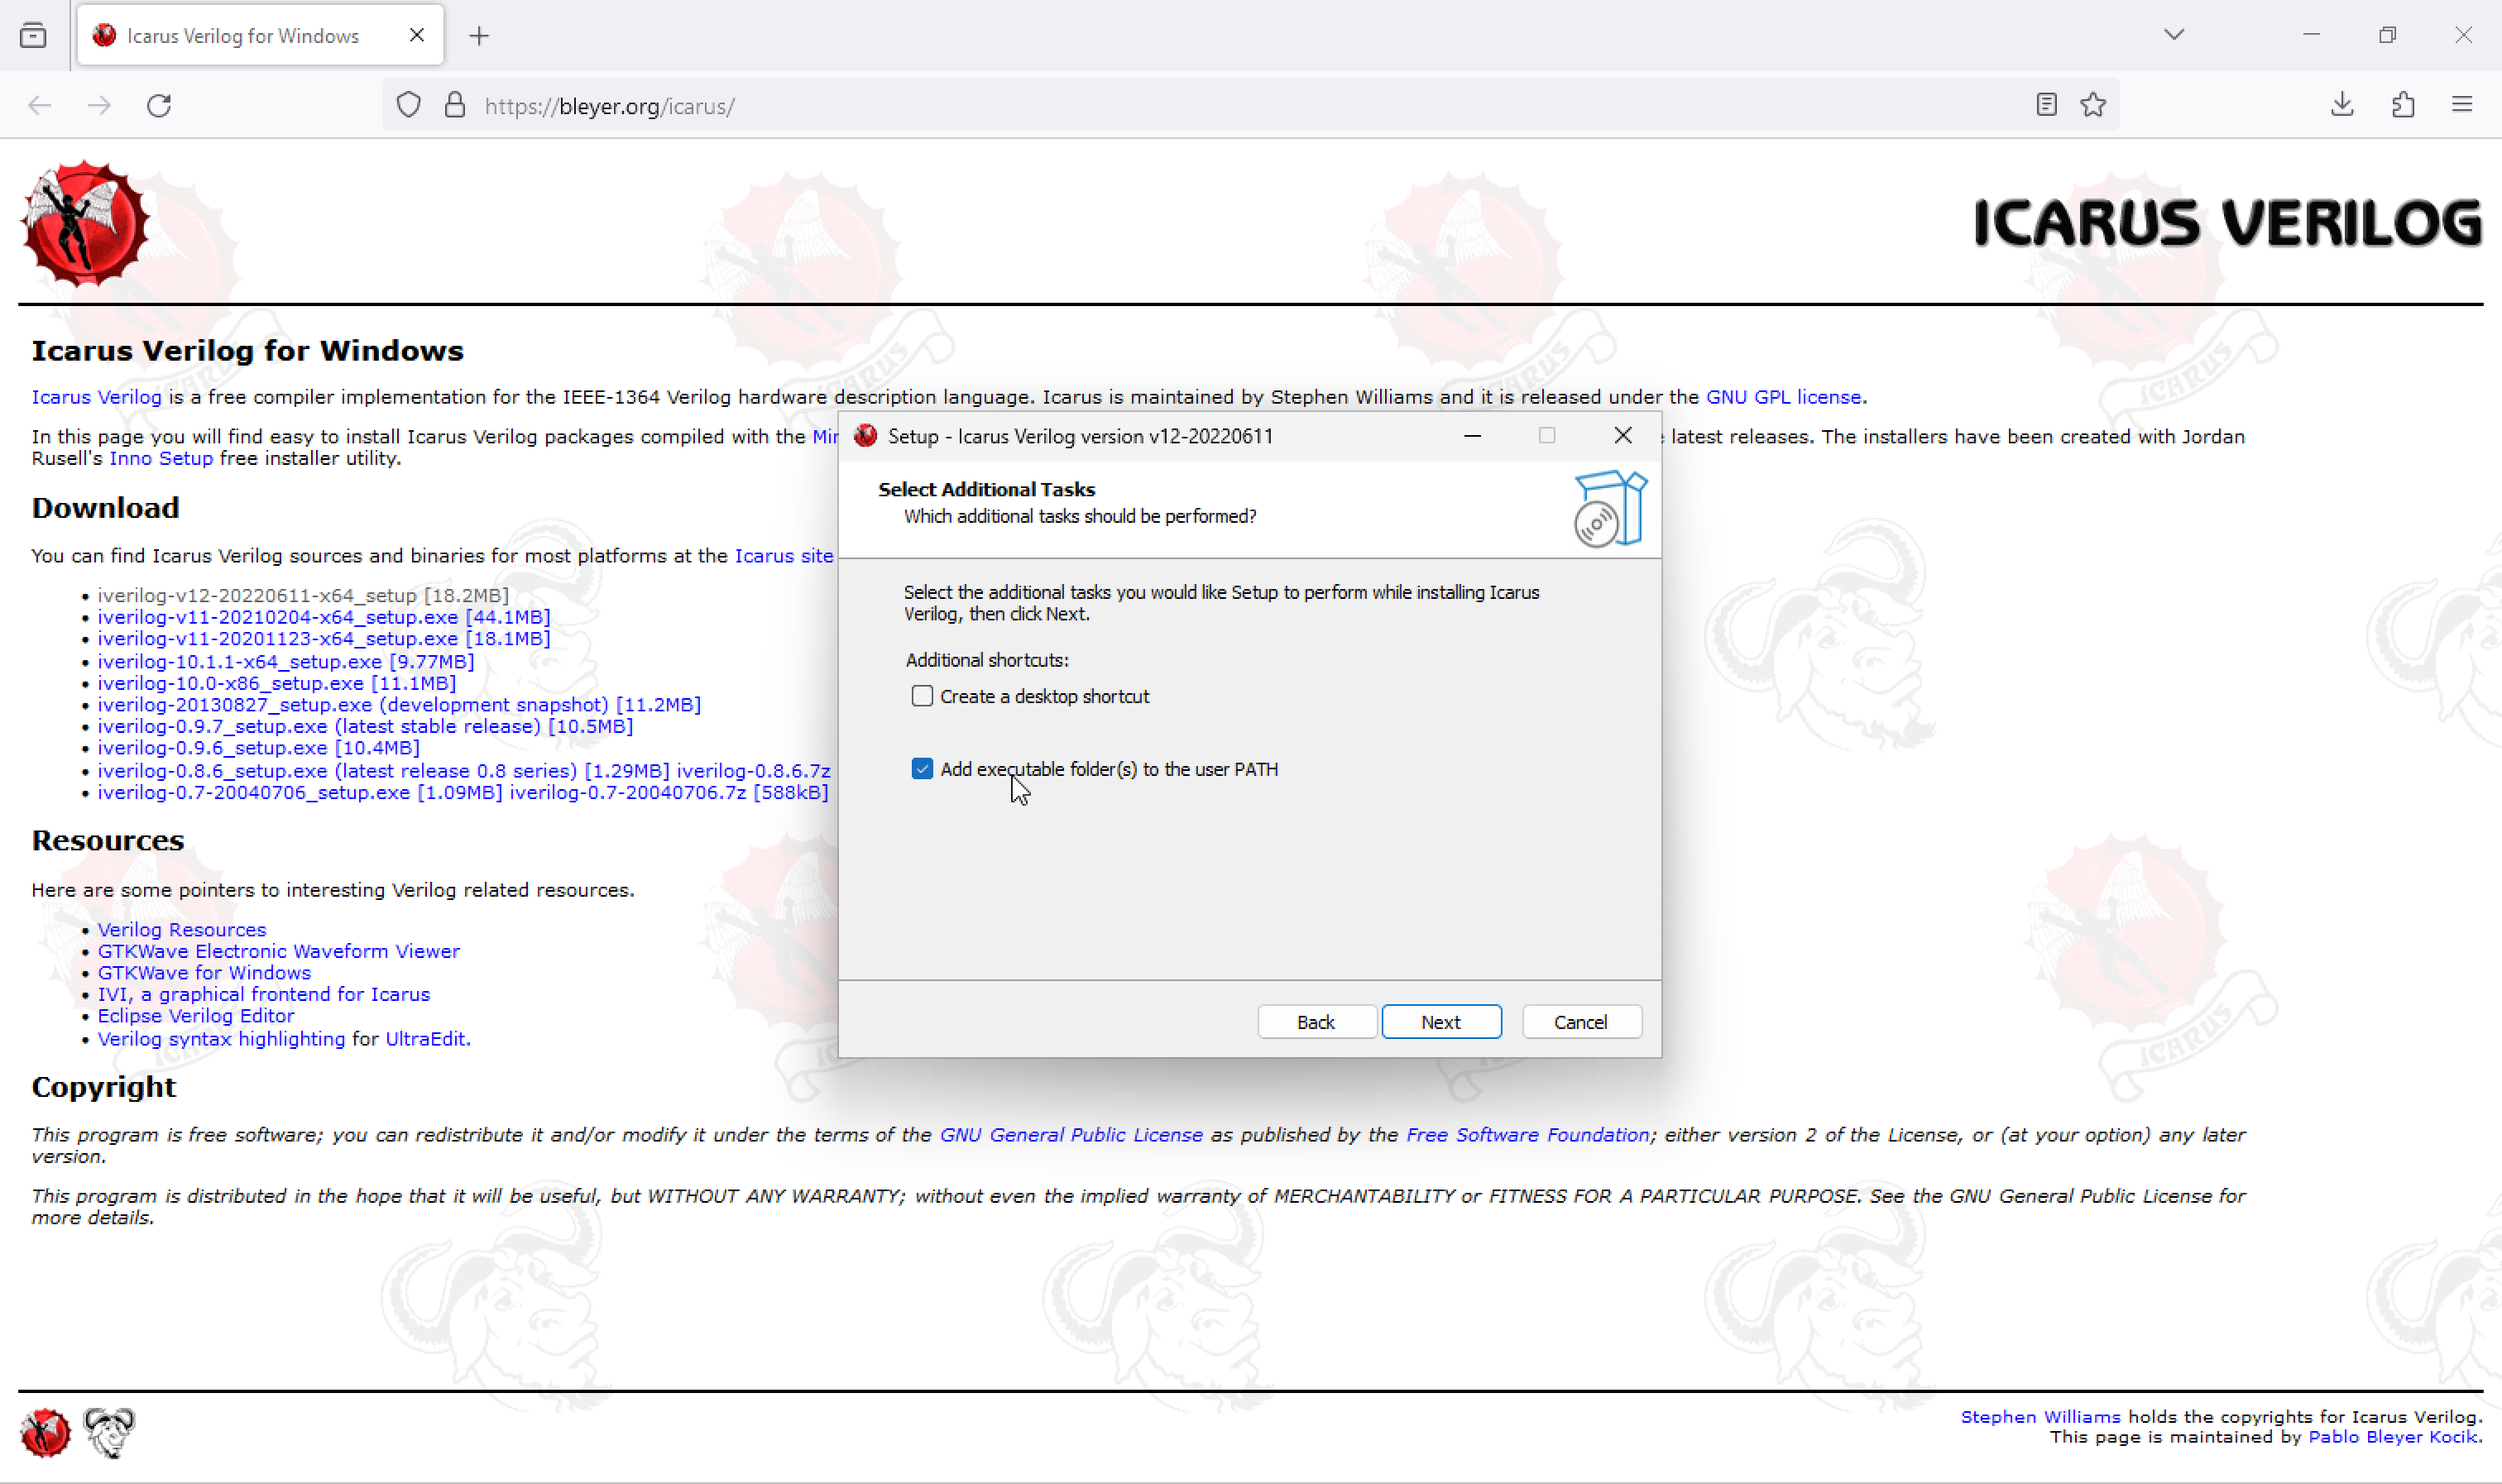 Icarus Verilog for Windows
https://bleyer.org/icarus/
ICARUS VERILOG
Icarus Verilog for Windows
Icarus Verilog is a free compiler implementation for the IEEE-1364 Verilog hardware description language. Icarus is maintained by Stephen Williams and it is released under the GNU GPL license.
In this page you will find easy to install Icarus Verilog packages compiled with the
latest releases. The installers have been created with Jordan
Rusell's Inno Setup free installer utility.
Download
You can find Icarus Verilog sources and binaries for most platforms at the Icarus site
iverilog-v12-20220611-x64_setup [18.2MB]
iverilog-v11-20210204-x64_setup.exe [44.1MB]
iverilog-v11-20201123-x64_setup.exe [18.1MB]
iverilog-10.1.1-x64_setup.exe [9.77MB]
iverilog-10.0-x86_setup.exe [11.1MB]
iverilog-20130827_setup.exe (development snapshot) [11.2MB]
iverilog-0.9.7_setup.exe (latest stable release) [10.5MB]
iverilog-0.9.6_setup.exe [10.4MB]
iverilog-0.8.6_setup.exe (latest release 0.8 series) [1.29MB] iverilog-0.8.6.7z
iverilog-0.7-20040706_setup.exe [1.09MB] iverilog-0.7-20040706.7z [588kB]
Resources
Here are some pointers to interesting Verilog related resources.
Verilog Resources
GTKWave Electronic Waveform Viewer
GTKWave for Windows
IVI, a graphical frontend for Icarus
Eclipse Verilog Editor
Verilog syntax highlighting for UltraEdit.
Copyright
This program is free software; you can redistribute it and/or modify it under the terms of the GNU General Public License as published by the Free Software Foundation; either version 2 of the License, or (at your option) any later
version.
This program is distributed in the hope that it will be useful, but WITHOUT ANY WARRANTY; without even the implied warranty of MERCHANTABILITY or FITNESS FOR A PARTICULAR PURPOSE. See the GNU General Public License for
more details.
Stephen Williams holds the copyrights for Icarus Verilog.
This page is maintained by Pablo Bleyer Kocik.
Setup - Icarus Verilog version v12-20220611
Select Additional Tasks
Which additional tasks should be performed?
Select the additional tasks you would like Setup to perform while installing Icarus
Verilog, then click Next.
Additional shortcuts:
Create a desktop shortcut
Add executable folder(s) to the user PATH
Back
Next
Cancel
ICARUS
ICARUS
ICARUS
ICARUS
ICARUS